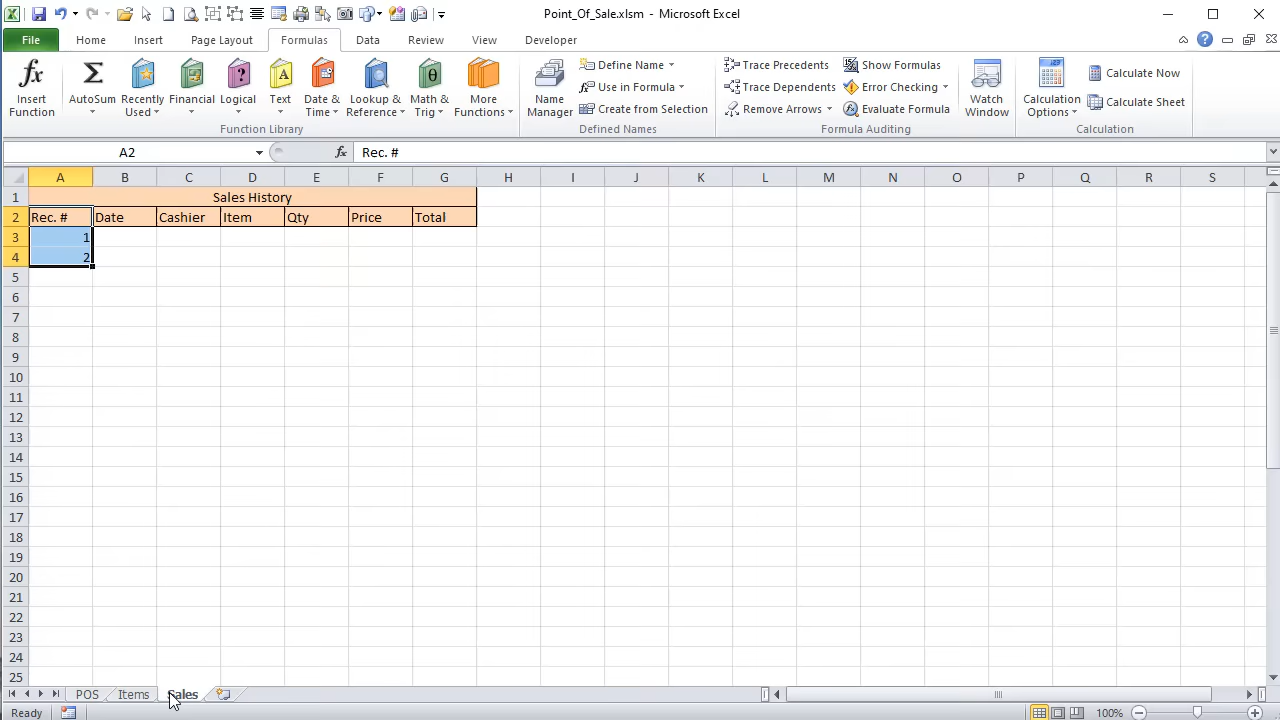 Point_Of_Sale.xlsm - Microsoft Excel
File Home Insert Page Layout Formulas Data Review View Developer
Insert Function
AutoSum
Recently Used
Financial
Logical
Text
Date & Time
Lookup & Reference
Math & Trig
More Functions
Function Library
Name Manager
Define Name
Use in Formula
Create from Selection
Defined Names
Trace Precedents
Trace Dependents
Remove Arrows
Show Formulas
Error Checking
Evaluate Formula
Formula Auditing
Watch Window
Calculation Options
Calculate Now
Calculate Sheet
Calculation
A2 fx Rec. #
A B C D E F G H I J K L M N O P Q R S
1 Sales History
2 Rec. # Date Cashier Item Qty Price Total
3 1
4 2
5
6
7
8
9
10
11
12
13
14
15
16
17
18
19
20
21
22
23
24
25
POS Items Sales
Ready 100%